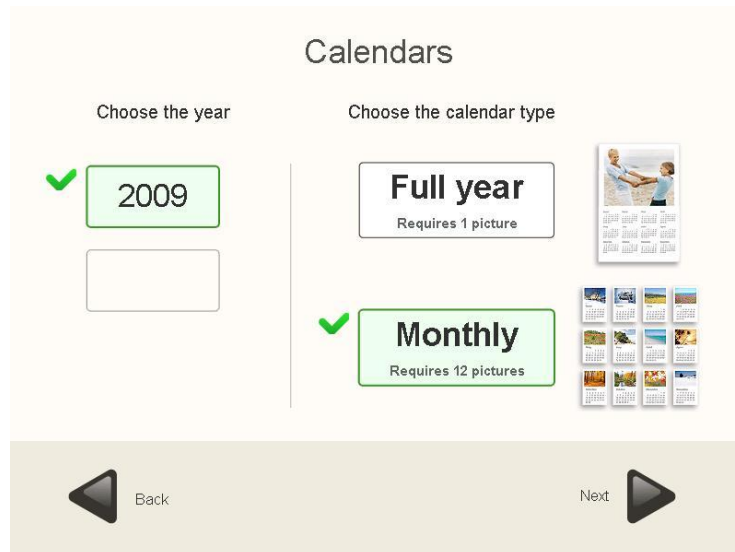 Calendars
Choose the year
Choose the calendar type
2009
Full year
Requires 1 picture
Monthly
Requires 12 pictures
Back
Next